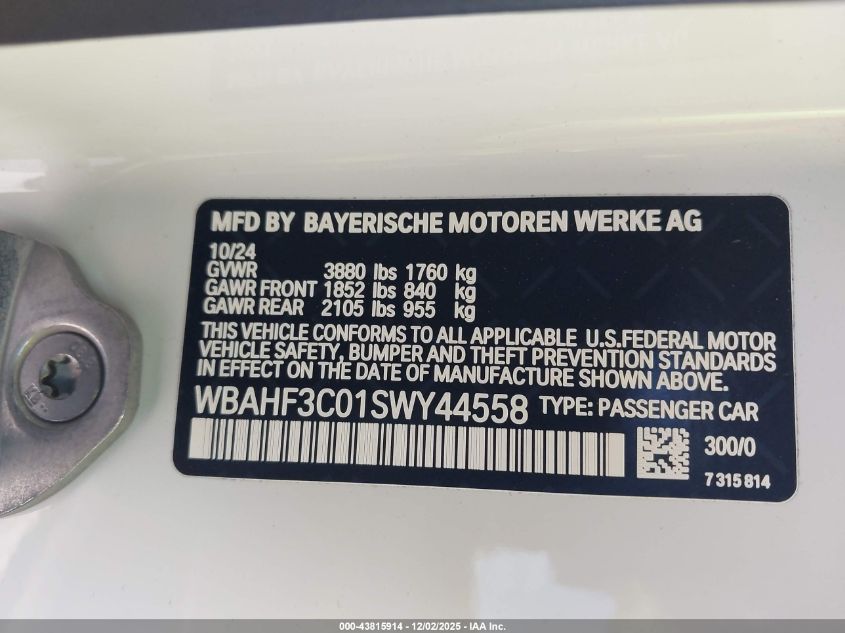 MFD BY BAYERISCHE MOTOREN WERKE AG
10/24
GVWR 3880 lbs 1760 kg
GAWR FRONT 1852 lbs 840 kg
GAWR REAR 2105 lbs 955 kg
THIS VEHICLE CONFORMS TO ALL APPLICABLE U.S.FEDERAL MOTOR
VEHICLE SAFETY, BUMPER AND THEFT PREVENTION STANDARDS
IN EFFECT ON THE DATE OF MANUFACTURE SHOWN ABOVE.
WBAHF3C01SWY44558 TYPE: PASSENGER CAR
300/0
7 315 814
000-43815914 - 12/02/2025 - IAA Inc.